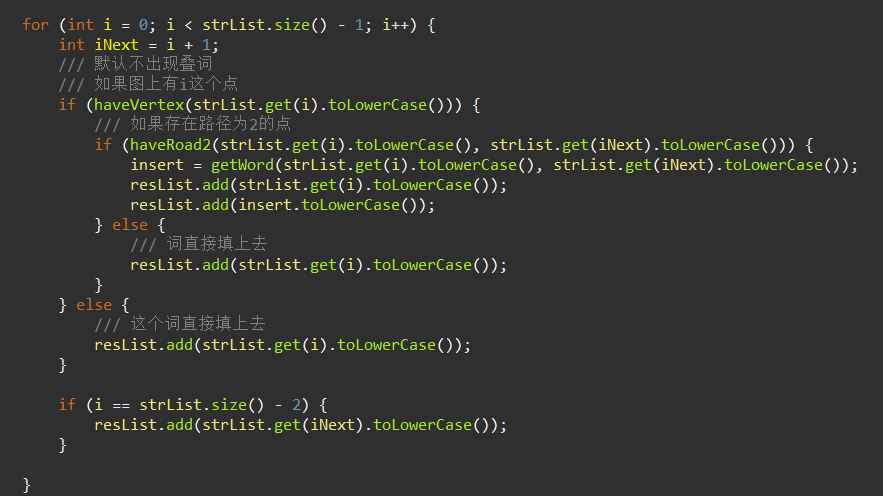 for (int i = 0; i < strList.size() - 1; i++) {
    int iNext = i + 1;
    /// 默认不出现叠词
    /// 如果图上有i这个点
    if (haveVertex(strList.get(i).toLowerCase())) {
        /// 如果存在路径为2的点
        if (haveRoad2(strList.get(i).toLowerCase(), strList.get(iNext).toLowerCase())) {
            insert = getWord(strList.get(i).toLowerCase(), strList.get(iNext).toLowerCase());
            resList.add(strList.get(i).toLowerCase());
            resList.add(insert.toLowerCase());
        } else {
            /// 词直接填上去
            resList.add(strList.get(i).toLowerCase());
        }
    } else {
        /// 这个词直接填上去
        resList.add(strList.get(i).toLowerCase());
    }

    if (i == strList.size() - 2) {
        resList.add(strList.get(iNext).toLowerCase());
    }

}